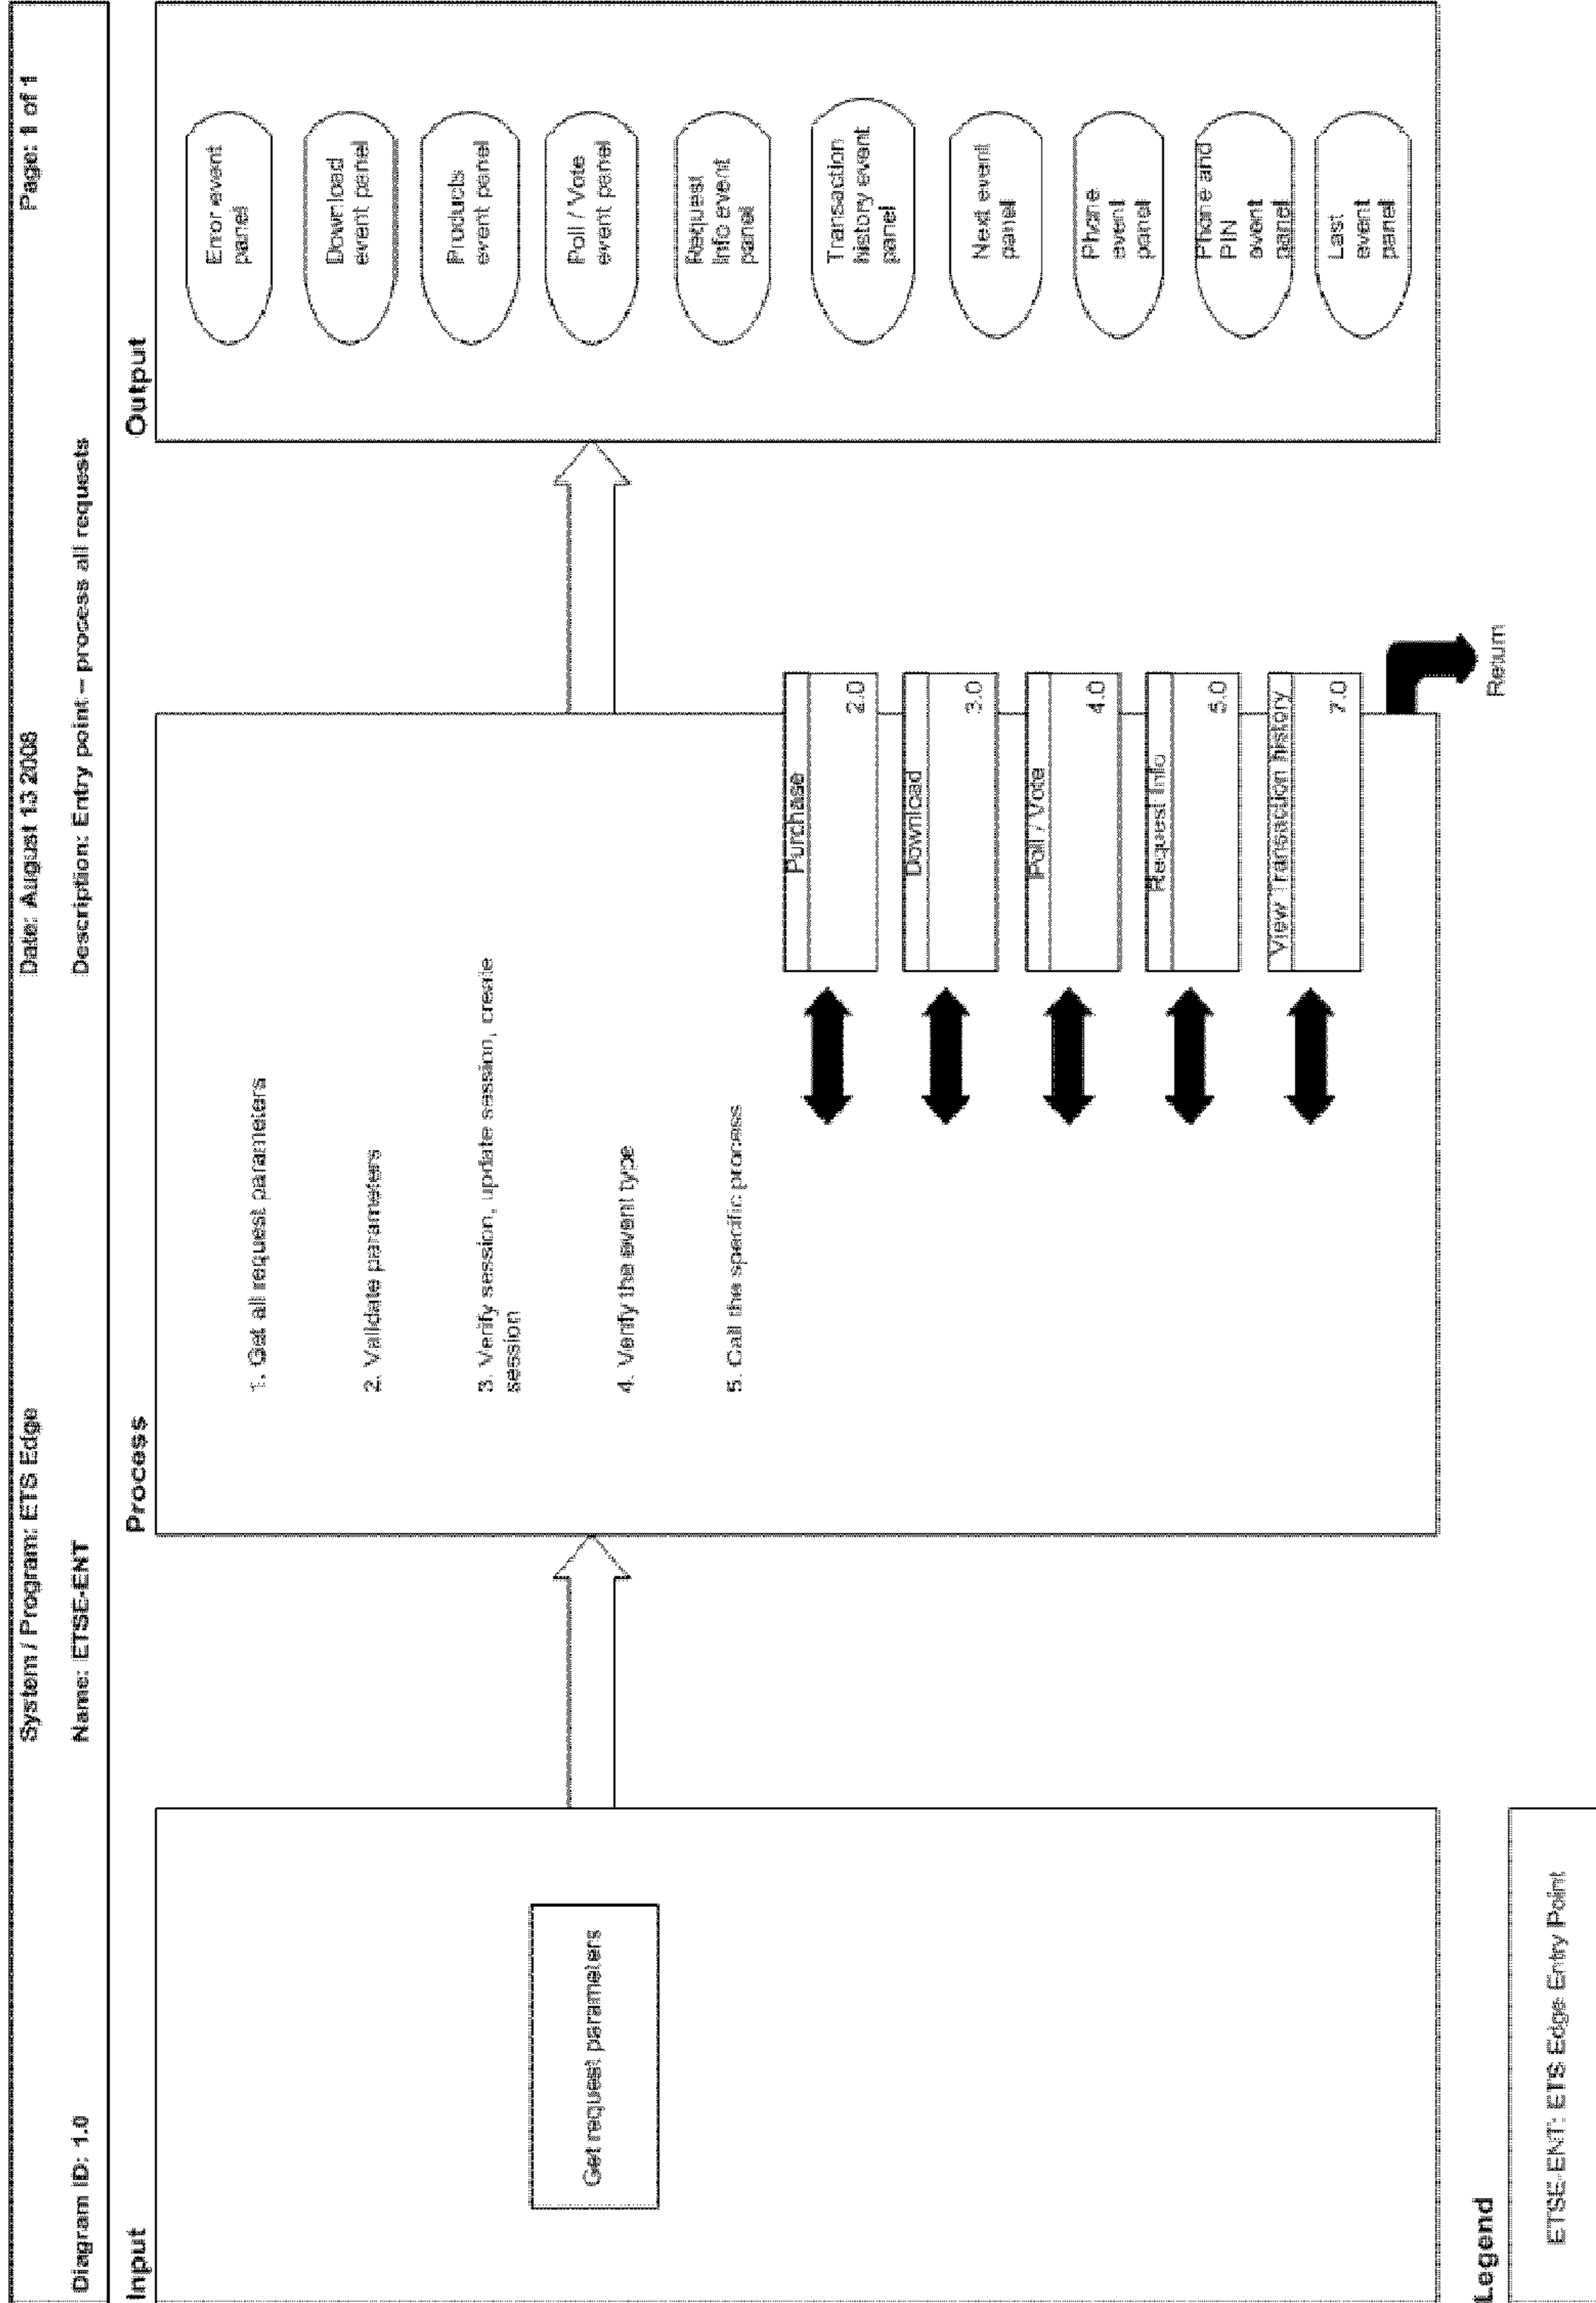 System / Program: ETS Edge
Date: August 13 2008
Page: 1 of 1
Diagram ID: 1.0
Name: ETSE-ENT
Description: Entry point – process all requests
Input
Get request parameters
Process
1. Get all request parameters
2. Validate parameters
3. Verify session, update session, create
session
4. Verify the event type
5. Call the specific process
Purchase
2.0
Download
3.0
Poll / Vote
4.0
Request Info
5.0
View Transaction history
7.0
Return
Output
Error event
panel
Download
event panel
Products
event panel
Poll / Vote
event panel
Request
Info event
panel
Transaction
history event
panel
Next event
panel
Phone
event
panel
Phone and
PIN
event
panel
Last
event
panel
Legend
ETSE-ENT: ETS Edge Entry Point